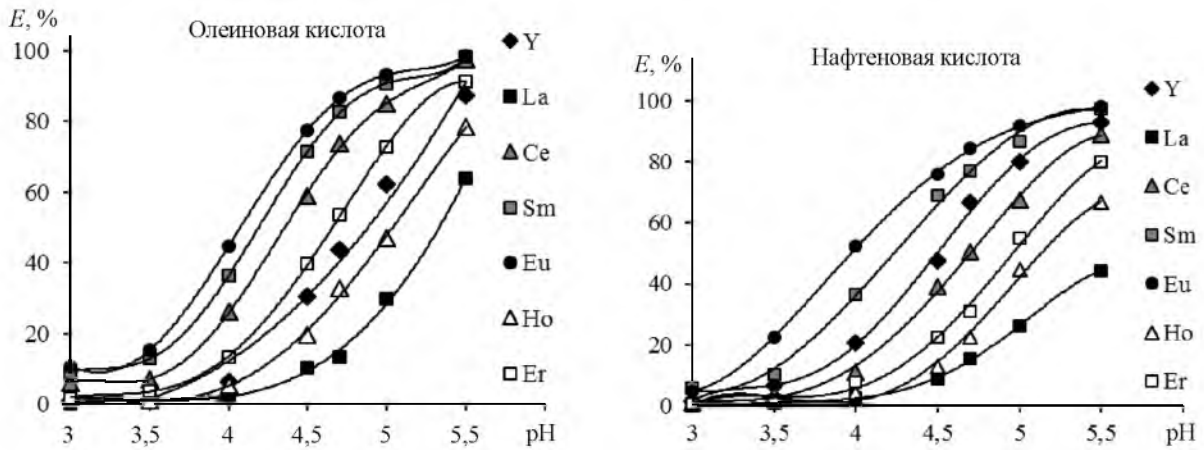 E, %
Олеиновая кислота
100
80
60
40
20
0
3 3,5 4 4,5 5 5,5 pH
Y
La
Ce
Sm
Eu
Ho
Er
E, %
Нафтеновая кислота
100
80
60
40
20
0
3 3,5 4 4,5 5 5,5 pH
Y
La
Ce
Sm
Eu
Ho
Er